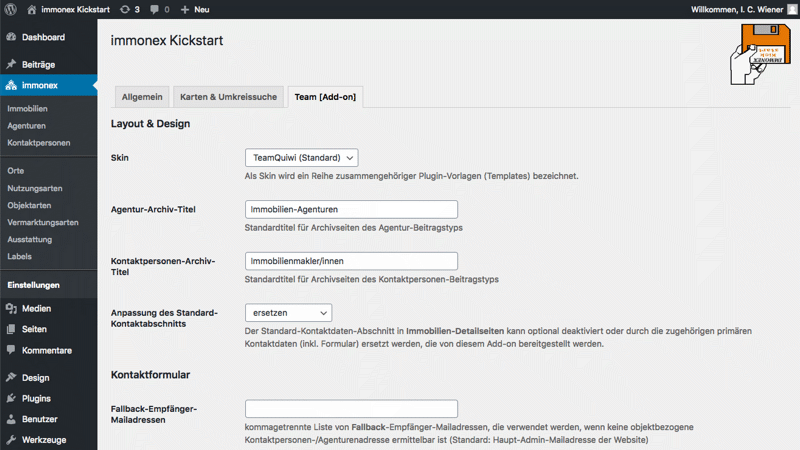 immonex Kickstart 3 0 + Neu Willkommen, I. C. Wiener
Dashboard
Beiträge
immonex
Immobilien
Agenturen
Kontaktpersonen
Orte
Nutzungsarten
Objektarten
Vermarktungsarten
Ausstattung
Labels
Einstellungen
Medien
Seiten
Kommentare
Design
Plugins
Benutzer
Werkzeuge
immonex Kickstart
Allgemein Karten & Umkreissuche Team [Add-on]
Layout & Design
Skin TeamQuiwi (Standard)
Als Skin wird ein Reihe zusammengehöriger Plugin-Vorlagen (Templates) bezeichnet.
Agentur-Archiv-Titel Immobilien-Agenturen
Standardtitel für Archivseiten des Agentur-Beitragstyps
Kontaktpersonen-Archiv-
Titel
Immobilienmakler/innen
Standardtitel für Archivseiten des Kontaktpersonen-Beitragstyps
Anpassung des Standard-
Kontaktabschnitts
ersetzen
Der Standard-Kontaktdaten-Abschnitt in Immobilien-Detailseiten kann optional deaktiviert oder durch die zugehörigen primären
Kontaktdaten (inkl. Formular) ersetzt werden, die von diesem Add-on bereitgestellt werden.
Kontaktformular
Fallback-Empfänger-
Mailadressen
kommagetrennte Liste von Fallback-Empfänger-Mailadressen, die verwendet werden, wenn keine objektbezogene
Kontaktpersonen-/Agenturenadresse ermittelbar ist (Standard: Haupt-Admin-Mailadresse der Website)